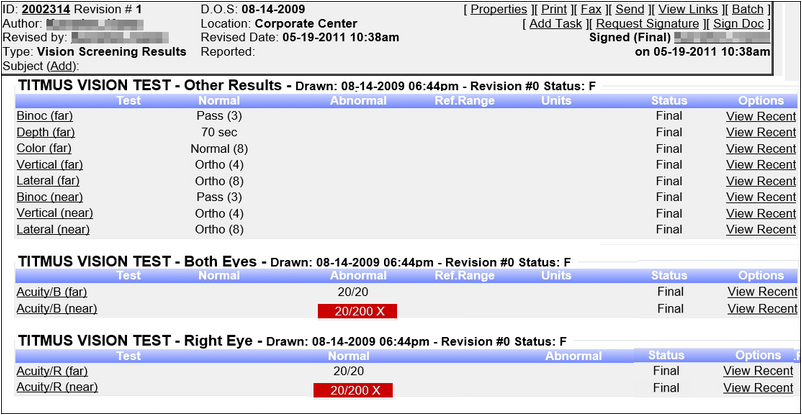 ID: 2002314 Revision # 1 D.O.S: 08-14-2009 [ Properties ][ Print ][ Fax ][ Send ][ View Links ][ Batch ]
Author: Location: Corporate Center [ Add Task ][ Request Signature ][ Sign Doc ]
Revised by: Revised Date: 05-19-2011 10:38am Signed (Final)
Type: Vision Screening Results Reported: on 05-19-2011 10:38am
Subject (Add):
TITMUS VISION TEST - Other Results - Drawn: 08-14-2009 06:44pm - Revision #0 Status: F
Test Normal Abnormal Ref.Range Units Status Options
Binoc (far) Pass (3) Final View Recent
Depth (far) 70 sec Final View Recent
Color (far) Normal (8) Final View Recent
Vertical (far) Ortho (4) Final View Recent
Lateral (far) Ortho (8) Final View Recent
Binoc (near) Pass (3) Final View Recent
Vertical (near) Ortho (4) Final View Recent
Lateral (near) Ortho (8) Final View Recent
TITMUS VISION TEST - Both Eyes - Drawn: 08-14-2009 06:44pm - Revision #0 Status: F
Test Normal Abnormal Ref.Range Units Status Options
Acuity/B (far) 20/20 Final View Recent
Acuity/B (near) 20/200 X Final View Recent
TITMUS VISION TEST - Right Eye - Drawn: 08-14-2009 06:44pm - Revision #0 Status: F
Test Normal Abnormal Status Options
Acuity/R (far) 20/20 Final View Recent
Acuity/R (near) 20/200 X Final View Recent